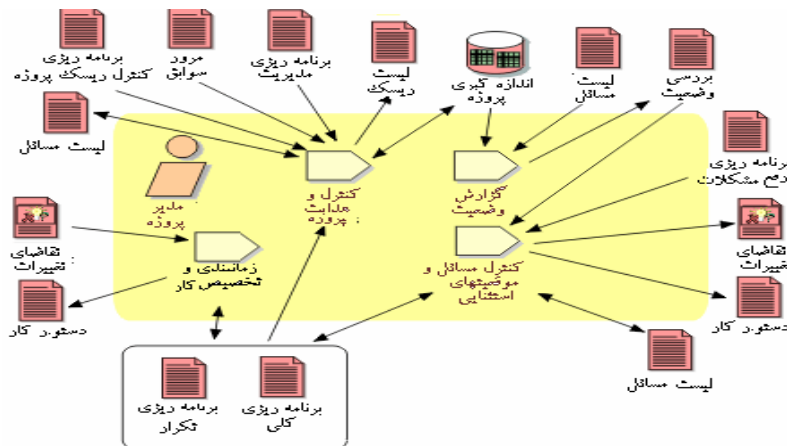 برنامه ریزی
کنترل ریسک پروژه
مرور
سوابق
برنامه ریزی
مدیریت
لیست
ریسک
اندازه گیری
پروژه
لیست
مسائل
بررسی
وضعیت
لیست مسائل
برنامه ریزی
رفع مشکلات
مدیر
پروژه
کنترل و
هدایت
پروژه
گزارش
وضعیت
تقاضای
تغییرات
زمانبندی و
تخصیص کار
کنترل مسائل و
موقعیتهای
استثنایی
تقاضای
تغییرات
دستور کار
دستور کار
لیست مسائل
برنامه ریزی
کلی
برنامه ریزی
تکرار